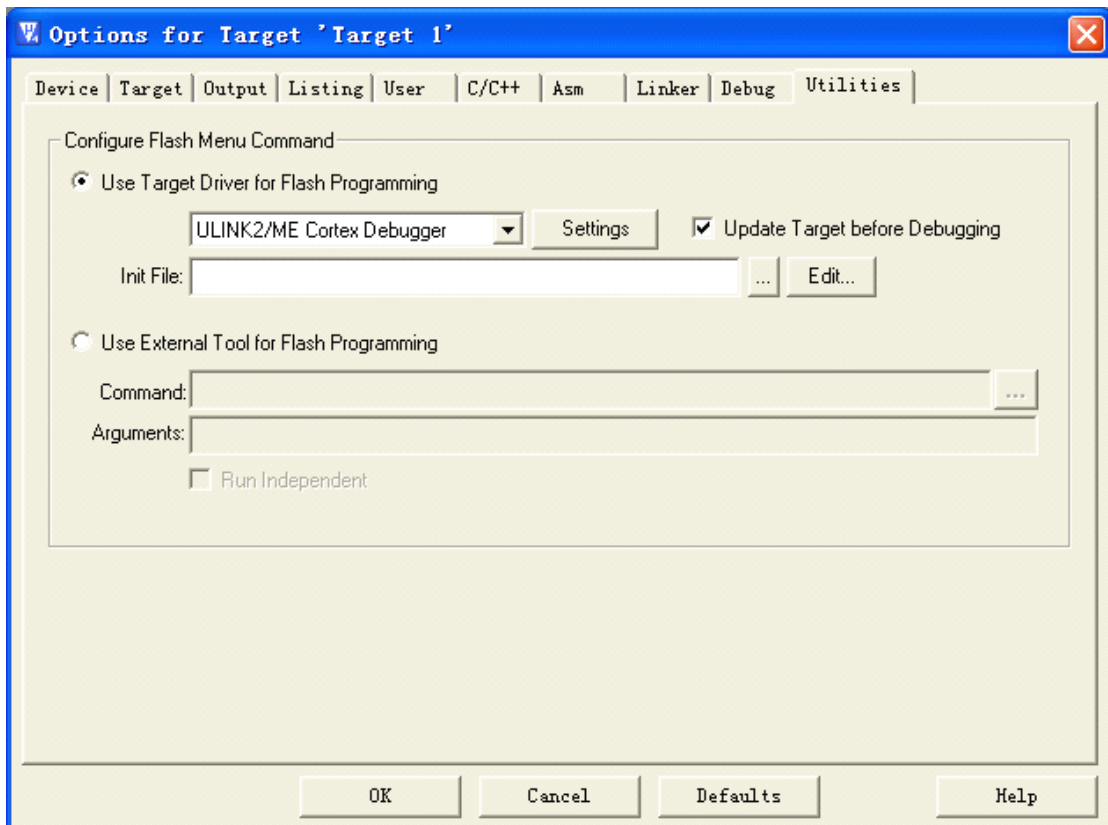 Options for Target 'Target 1'
Device Target Output Listing User C/C++ Asm Linker Debug Utilities
Configure Flash Menu Command
Use Target Driver for Flash Programming
ULINK2/ME Cortex Debugger Settings Update Target before Debugging
Init File: ... Edit...
Use External Tool for Flash Programming
Command: ...
Arguments:
Run Independent
OK Cancel Defaults Help